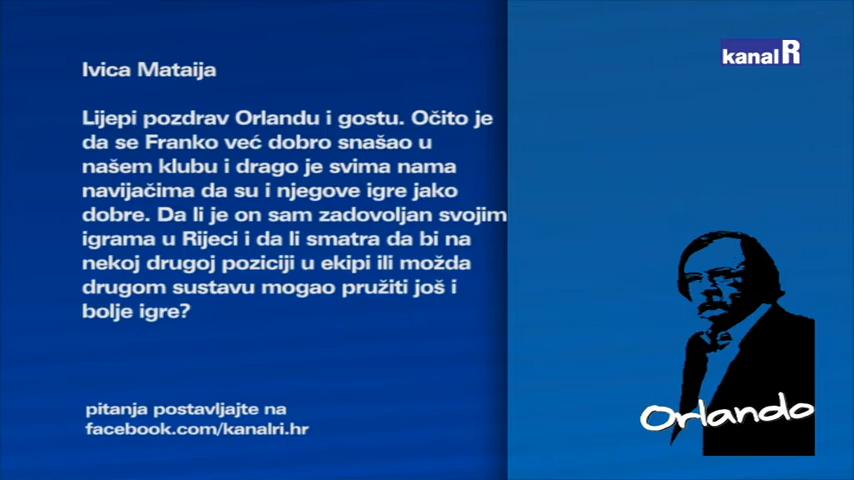 Ivica Mataija
Lijepi pozdrav Orlandu i gostu. Očito je
da se Franko već dobro snašao u
našem klubu i drago je svima nama
navijačima da su i njegove igre jako
dobre. Da li je on sam zadovoljan svojim
igrama u Rijeci i da li smatra da bi na
nekoj drugoj poziciji u ekipi ili možda
drugom sustavu mogao pružiti još i
bolje igre?
pitanja postavljajte na
facebook.com/kanalri.hr
kanal R
Orlando